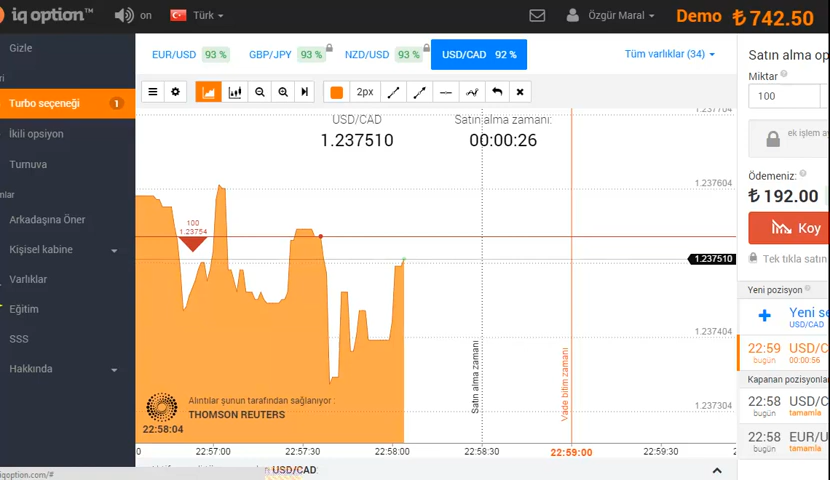 iq option™
on
Türk
Özgür Maral
Demo ₺ 742.50
Gizle
Turbo seçeneği 1
İkili opsiyon
Turnuva
Arkadaşına Öner
Kişisel kabine
Varlıklar
Eğitim
SSS
Hakkında
iqoption.com/#
EUR/USD 93 %
GBP/JPY 93 %
NZD/USD 93 %
USD/CAD 92 %
Tüm varlıklar (34)
2px
USD/CAD
1.237510
Satın alma zamanı:
00:00:26
100
1.23754
1.237704
1.237604
1.237510
1.237404
1.237304
Satın alma zamanı
Vade bitim zamanı
Alıntılar şunun tarafından sağlanıyor :
THOMSON REUTERS
22:58:04
22:57:00
22:57:30
22:58:00
22:58:30
22:59:00
22:59:30
USD/CAD:
Satın alma op
Miktar
100
ek işlem ay
Ödemeniz:
₺ 192.00
Koy
Tek tıkla satın
Yeni pozisyon
Yeni se
USD/CAD
22:59 USD/C
bugün 00:00:56
Kapanan pozisyonla
22:58 USD/C
bugün tamamla
22:58 EUR/U
bugün tamamla